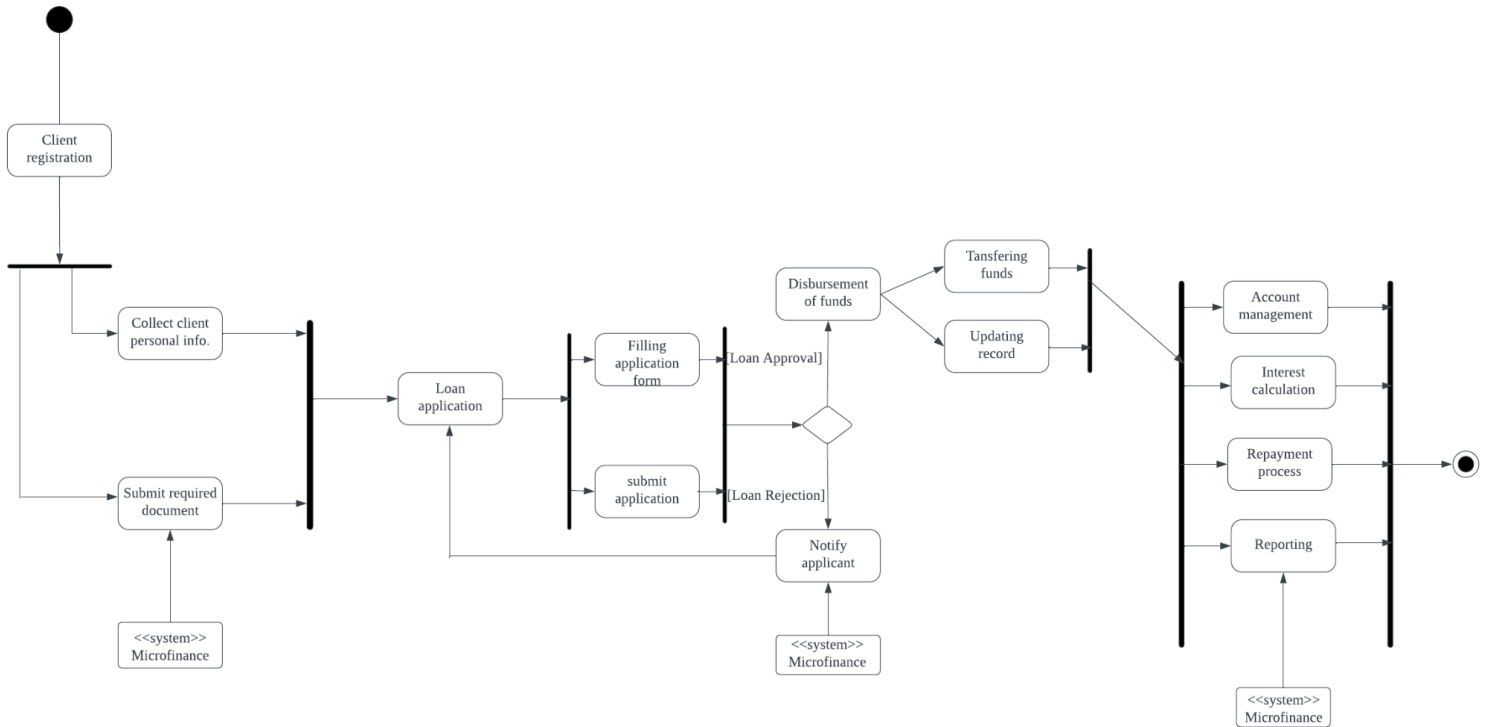 Client
registration
Collect client
personal info.
Submit required
document
<<system>>
Microfinance
Loan
application
Filling
application
form
submit
application
[Loan Approval]
[Loan Rejection]
Disbursement
of funds
Notify
applicant
<<system>>
Microfinance
Tansfering
funds
Updating
record
Account
management
Interest
calculation
Repayment
process
Reporting
<<system>>
Microfinance